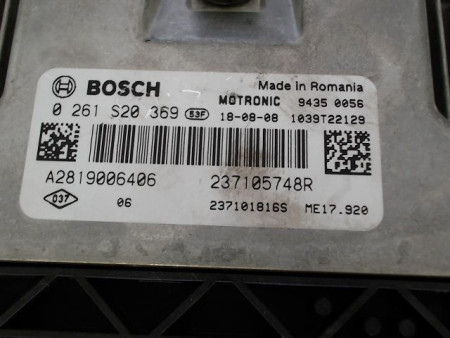 BOSCH
Made in Romania
0 261 S20 369 53F
MOTRONIC 9435 0056
18-08-08 1039T22129
A2819006406 237105748R
037 06 237101816S ME17.920